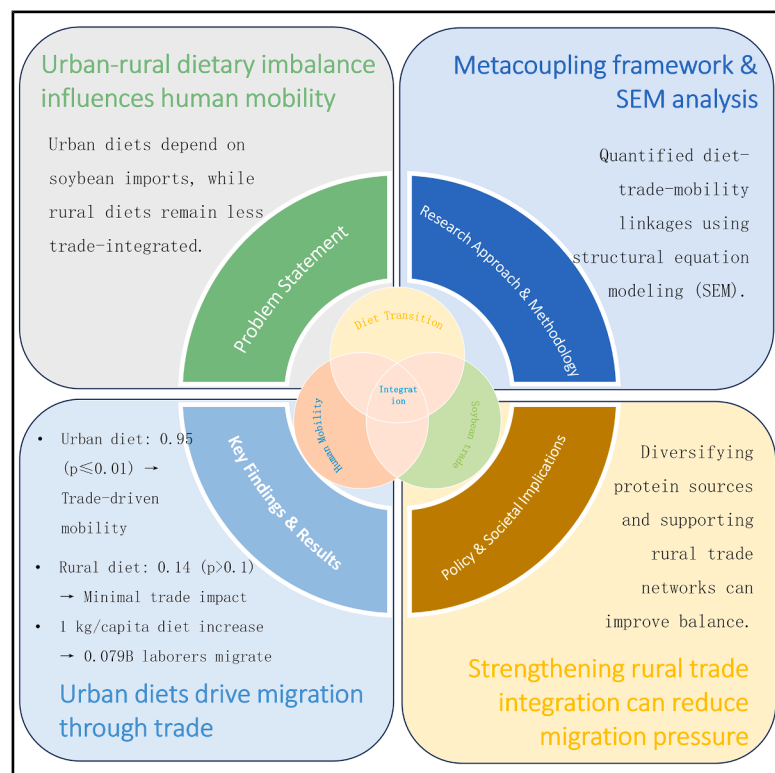 Urban-rural dietary imbalance
influences human mobility
Urban diets depend on
soybean imports, while
rural diets remain less
trade-integrated.
Problem Statement
Metacoupling framework &
SEM analysis
Quantified diet-
trade-mobility
linkages using
structural equation
modeling (SEM).
Research Approach & Methodology
Diet Transition
Human Mobility
Soybean trade
Integrat
ion
• Urban diet: 0.95
(p≤0.01) →
Trade-driven
mobility
• Rural diet: 0.14 (p>0.1)
→ Minimal trade impact
• 1 kg/capita diet increase
→ 0.079B laborers migrate
Key Findings & Results
Urban diets drive migration
through trade
Policy & Societal Implications
Diversifying
protein sources
and supporting
rural trade
networks can
improve balance.
Strengthening rural trade
integration can reduce
migration pressure